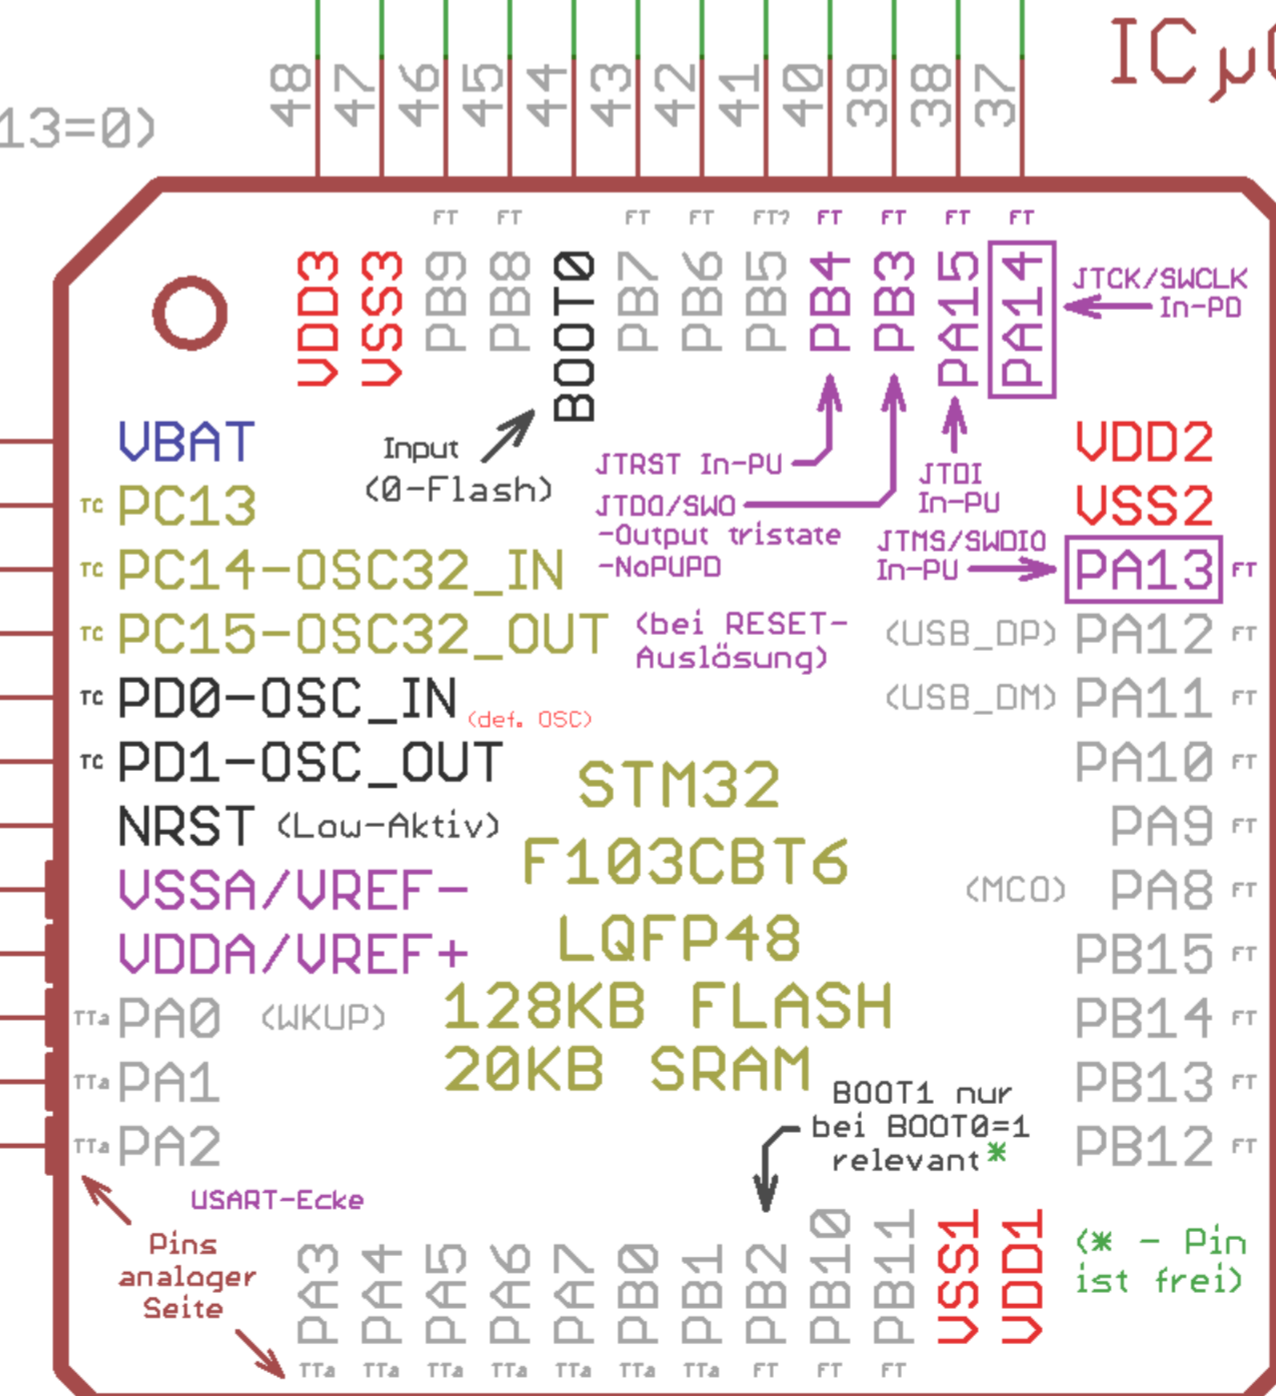 ICµ
13=0)
48 47 46 45 44 43 42 41 40 39 38 37
FT FT FT FT FT? FT FT FT FT
VDD3 VSS3 PB9 PB8 BOOT0 PB7 PB6 PB5 PB4 PB3 PA15 PA14
JTCK/SWCLK
In-PD
Input
(0-Flash)
JTRST In-PU
JTDO/SWO
-Output tristate
-NoPUPD
JTDI
In-PU
JTMS/SWDIO
In-PU
(bei RESET-
Auslösung)
VBAT
TC PC13
TC PC14-OSC32_IN
TC PC15-OSC32_OUT
TC PD0-OSC_IN (def. OSC)
TC PD1-OSC_OUT
NRST (Low-Aktiv)
VSSA/VREF-
VDDA/VREF+
TTa PA0 (WKUP)
TTa PA1
TTa PA2
VDD2
VSS2
PA13 FT
(USB_DP) PA12 FT
(USB_DM) PA11 FT
PA10 FT
PA9 FT
(MCO) PA8 FT
PB15 FT
PB14 FT
PB13 FT
PB12 FT
STM32
F103CBT6
LQFP48
128KB FLASH
20KB SRAM
BOOT1 nur
bei BOOT0=1
relevant*
USART-Ecke
Pins
analoger
Seite
PA3 PA4 PA5 PA6 PA7 PB0 PB1 PB2 PB10 PB11 VSS1 VDD1
TTa TTa TTa TTa TTa TTa TTa FT FT FT
(* - Pin
ist frei)